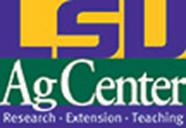 LSU
AgCenter
Research · Extension · Teaching